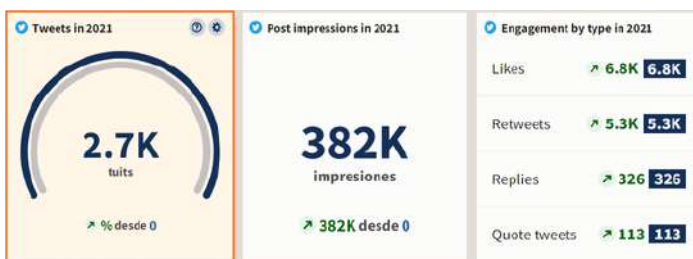 Tweets in 2021
2.7K
tuits
% desde 0
Post impressions in 2021
382K
impresiones
382K desde 0
Engagement by type in 2021
Likes 6.8K 6.8K
Retweets 5.3K 5.3K
Replies 326 326
Quote tweets 113 113